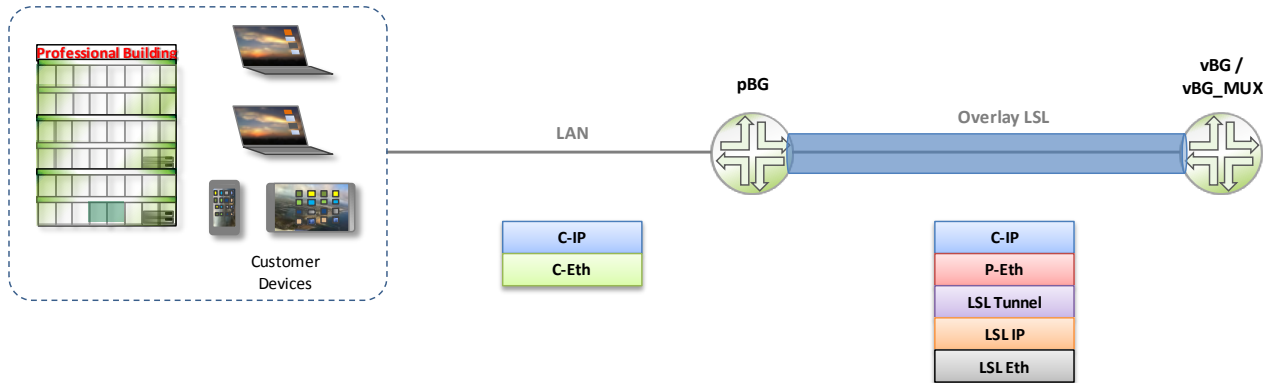 Professional Building
Customer
Devices
LAN
pBG
Overlay LSL
vBG /
vBG_MUX
C-IP
C-Eth
C-IP
P-Eth
LSL Tunnel
LSL IP
LSL Eth